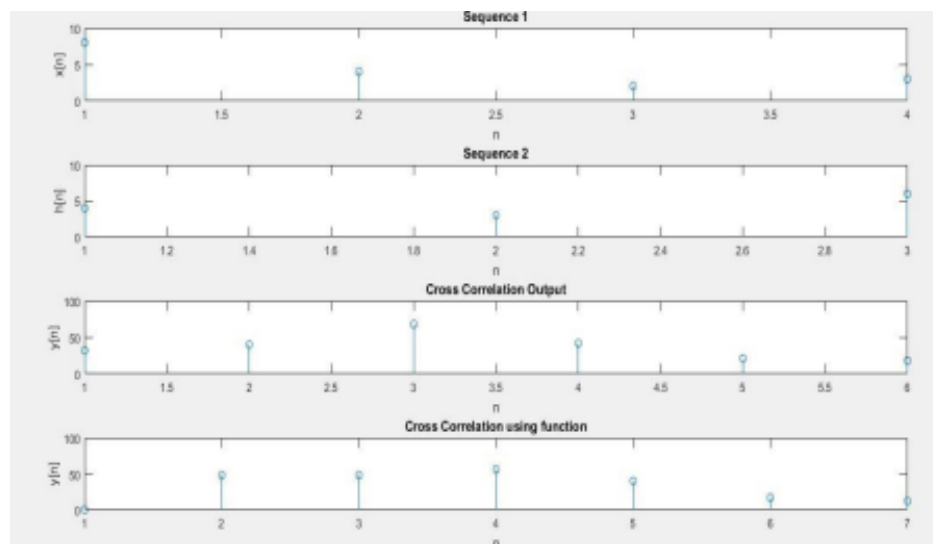 Sequence 1
10
5
0
x[n]
1 1.5 2 2.5 3 3.5 4
n
Sequence 2
10
5
0
h[n]
1 1.2 1.4 1.6 1.8 2 2.2 2.4 2.6 2.8 3
n
Cross Correlation Output
100
50
0
y[n]
1 1.5 2 2.5 3 3.5 4 4.5 5 5.5 6
n
Cross Correlation using function
100
50
0
y[n]
1 2 3 4 5 6 7
n